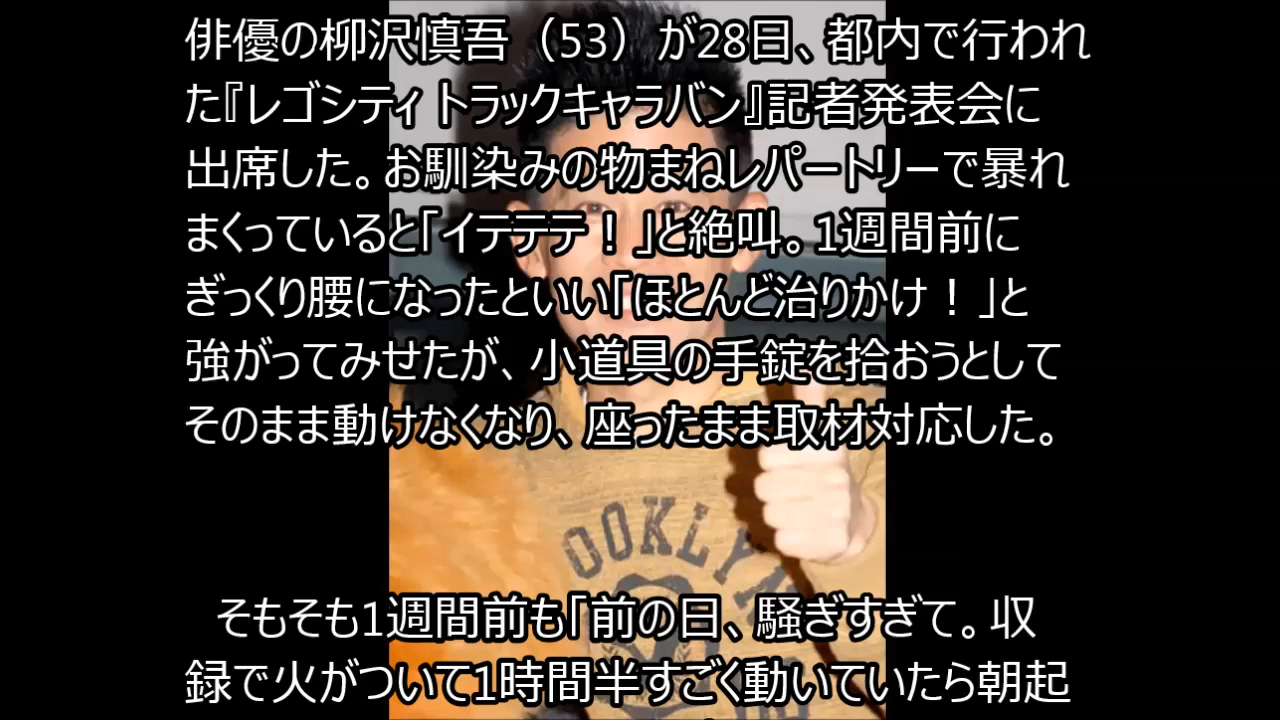 俳優の柳沢慎吾（53）が28日、都内で行われ
た『レゴシティ トラックキャラバン』記者発表会に
出席した。お馴染みの物まねレパートリーで暴れ
まくっていると「イテテテ！」と絶叫。1週間前に
ぎっくり腰になったといい「ほとんど治りかけ！」と
強がってみせたが、小道具の手錠を拾おうとして
そのまま動けなくなり、座ったまま取材対応した。
OOKLY
そもそも1週間前も「前の日、騒ぎすぎて。収
録で火がついて1時間半すごく動いていたら朝起